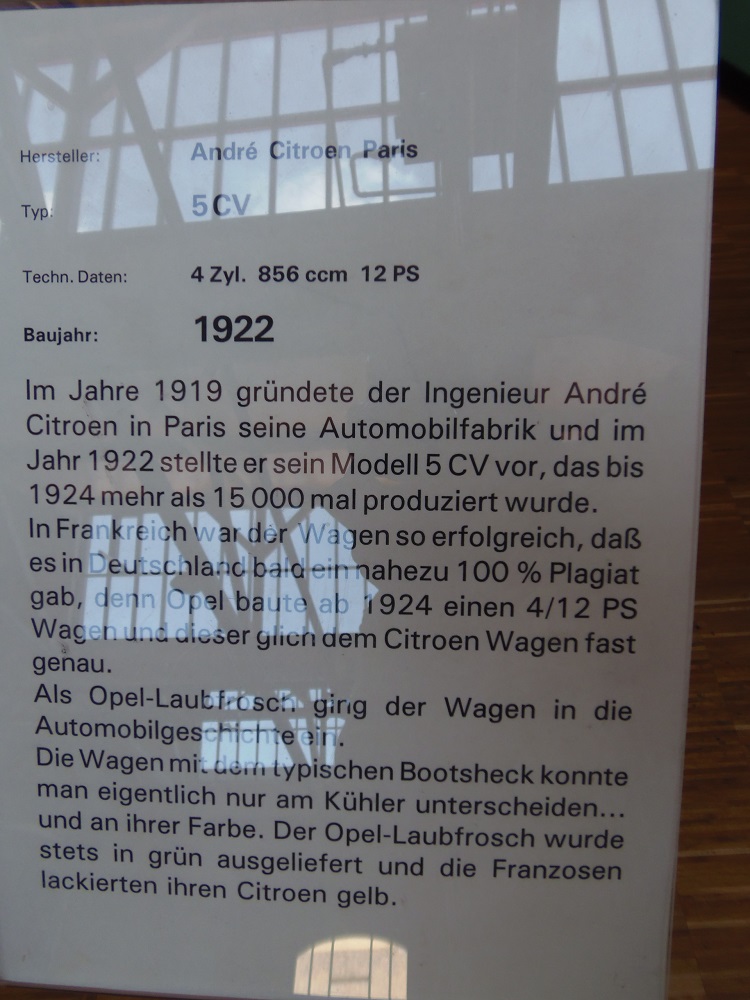 Hersteller: André Citroen Paris
Typ: 5 CV
Techn. Daten: 4 Zyl. 856 ccm 12 PS
Baujahr: 1922
Im Jahre 1919 gründete der Ingenieur André
Citroen in Paris seine Automobilfabrik und im
Jahr 1922 stellte er sein Modell 5 CV vor, das bis
1924 mehr als 15 000 mal produziert wurde.
In Frankreich war der Wagen so erfolgreich, daß
es in Deutschland bald ein nahezu 100 % Plagiat
gab, denn Opel baute ab 1924 einen 4/12 PS
Wagen und dieser glich dem Citroen Wagen fast
genau.
Als Opel-Laubfrosch ging der Wagen in die
Automobilgeschichte ein.
Die Wagen mit dem typischen Bootsheck konnte
man eigentlich nur am Kühler unterscheiden...
und an ihrer Farbe. Der Opel-Laubfrosch wurde
stets in grün ausgeliefert und die Franzosen
lackierten ihren Citroen gelb.